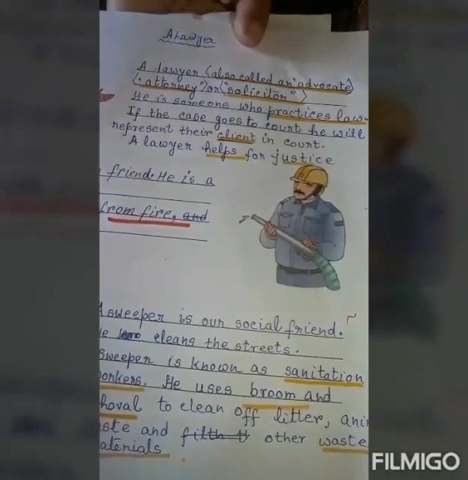 A Lawyer
A lawyer (also called an "advocate)
("attorney" or "solicitor")
He is someone who practices law
If the case goes to court he will
represent their client in court.
A lawyer helps for justice
friend. He is a
from fire, and
A sweeper is our social friend.
He cleans the streets.
sweeper is known as sanitation
workers. He uses broom and
shoval to clean off litter, ani
and filth other waste
materials
FILMIGO